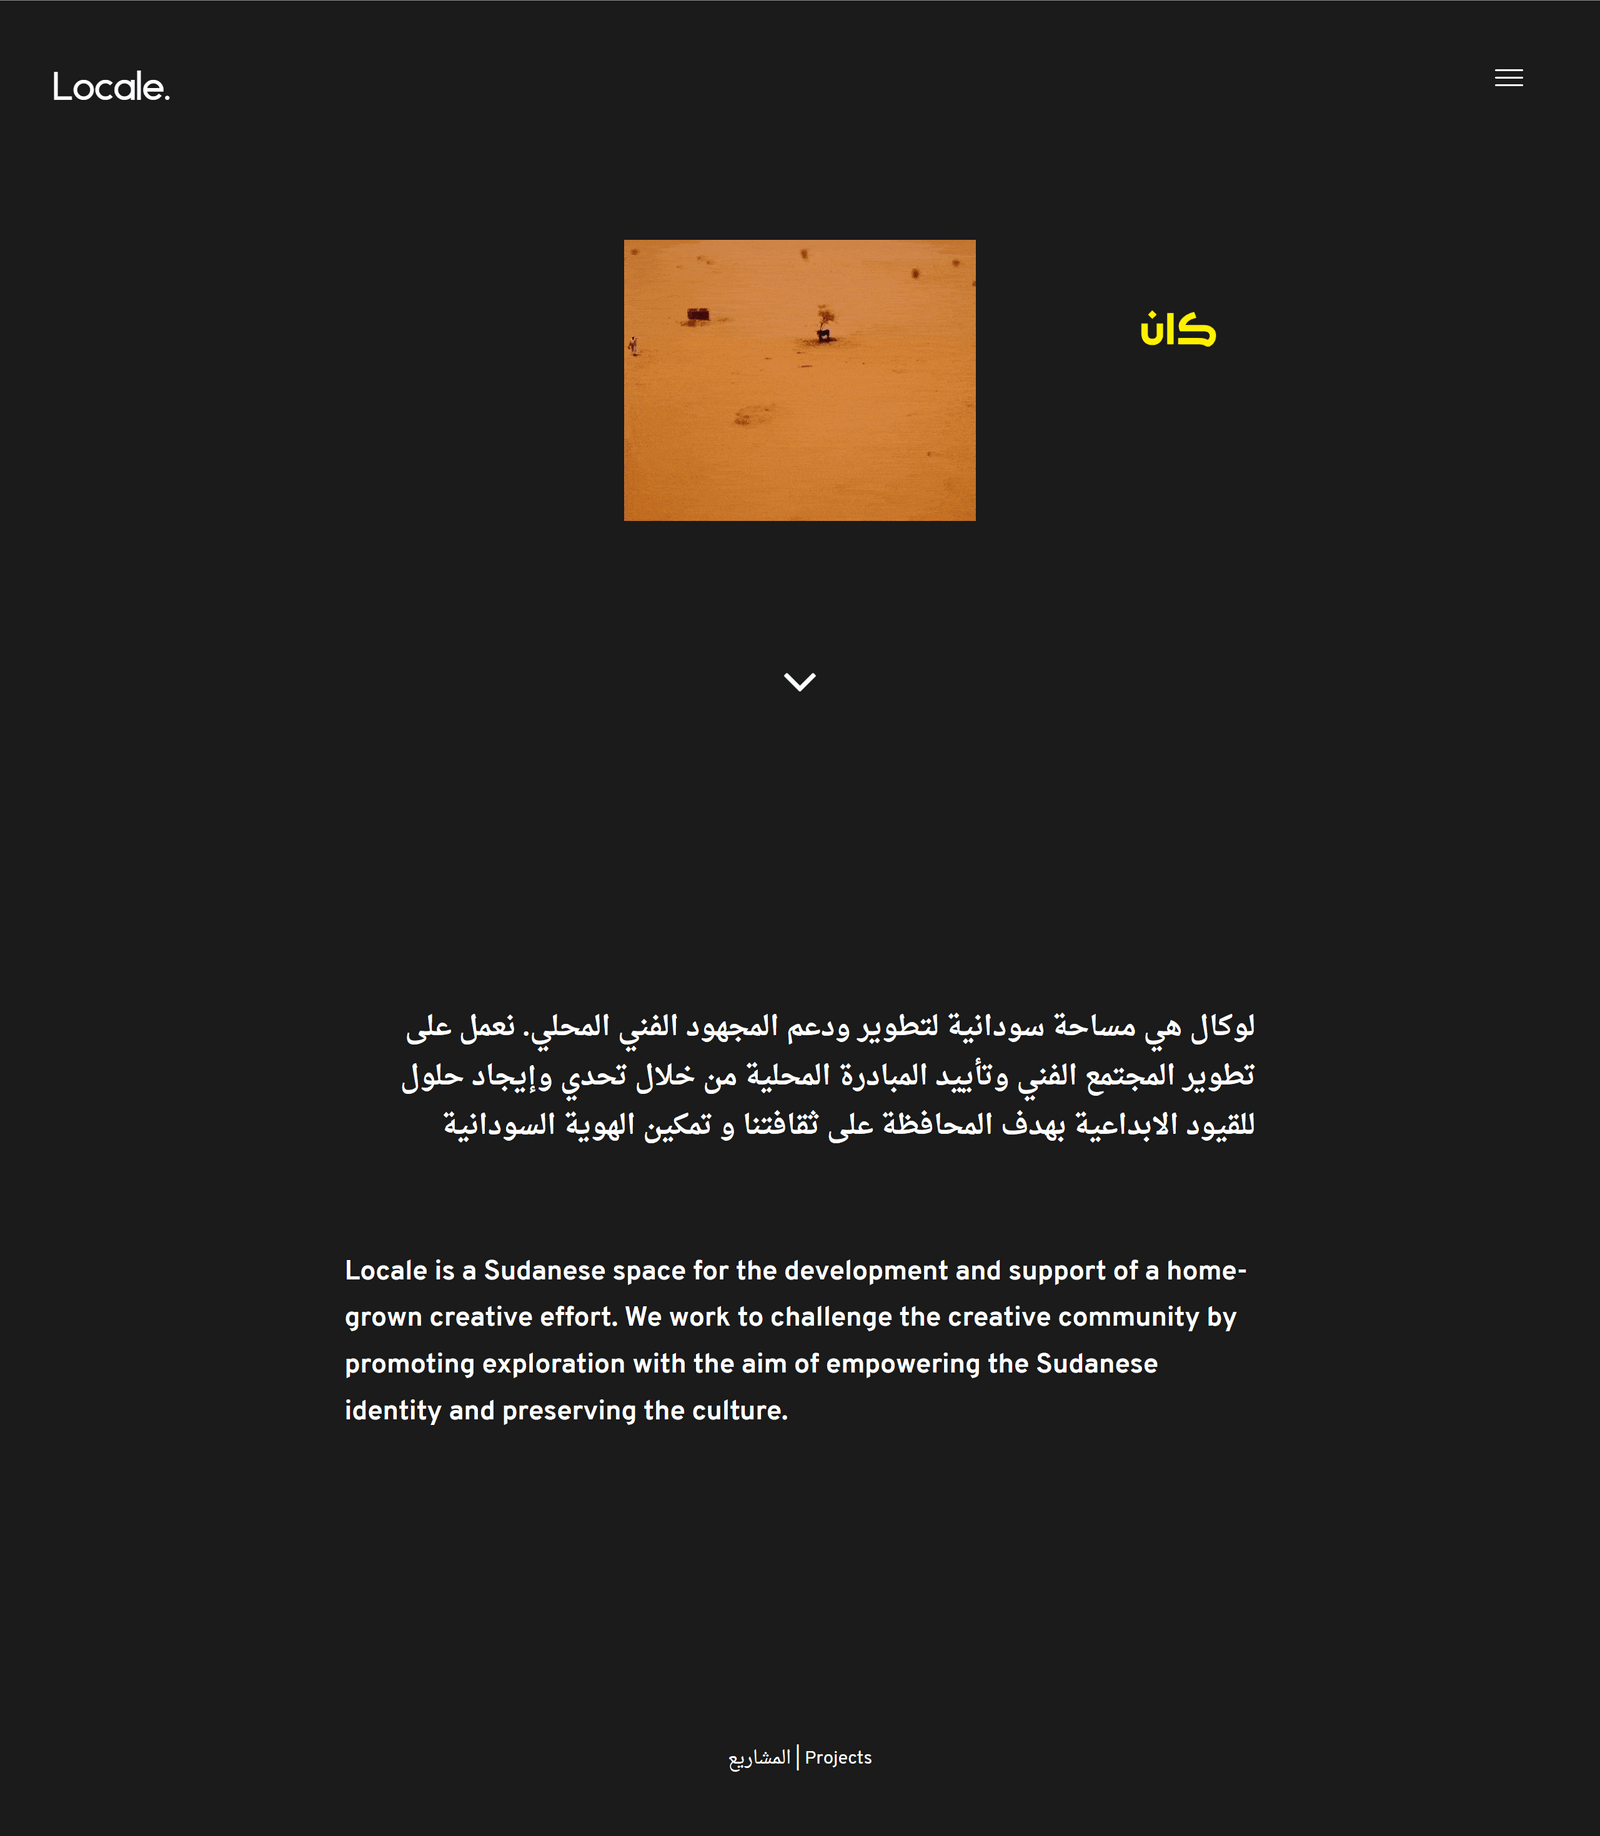 Locale.
كان
لوكال هي مساحة سودانية لتطوير ودعم المجهود الفني المحلي. نعمل على
تطوير المجتمع الفني وتأييد المبادرة المحلية من خلال تحدي وإيجاد حلول
للقيود الابداعية بهدف المحافظة على ثقافتنا و تمكين الهوية السودانية
Locale is a Sudanese space for the development and support of a home-
grown creative effort. We work to challenge the creative community by
promoting exploration with the aim of empowering the Sudanese
identity and preserving the culture.
المشاريع | Projects